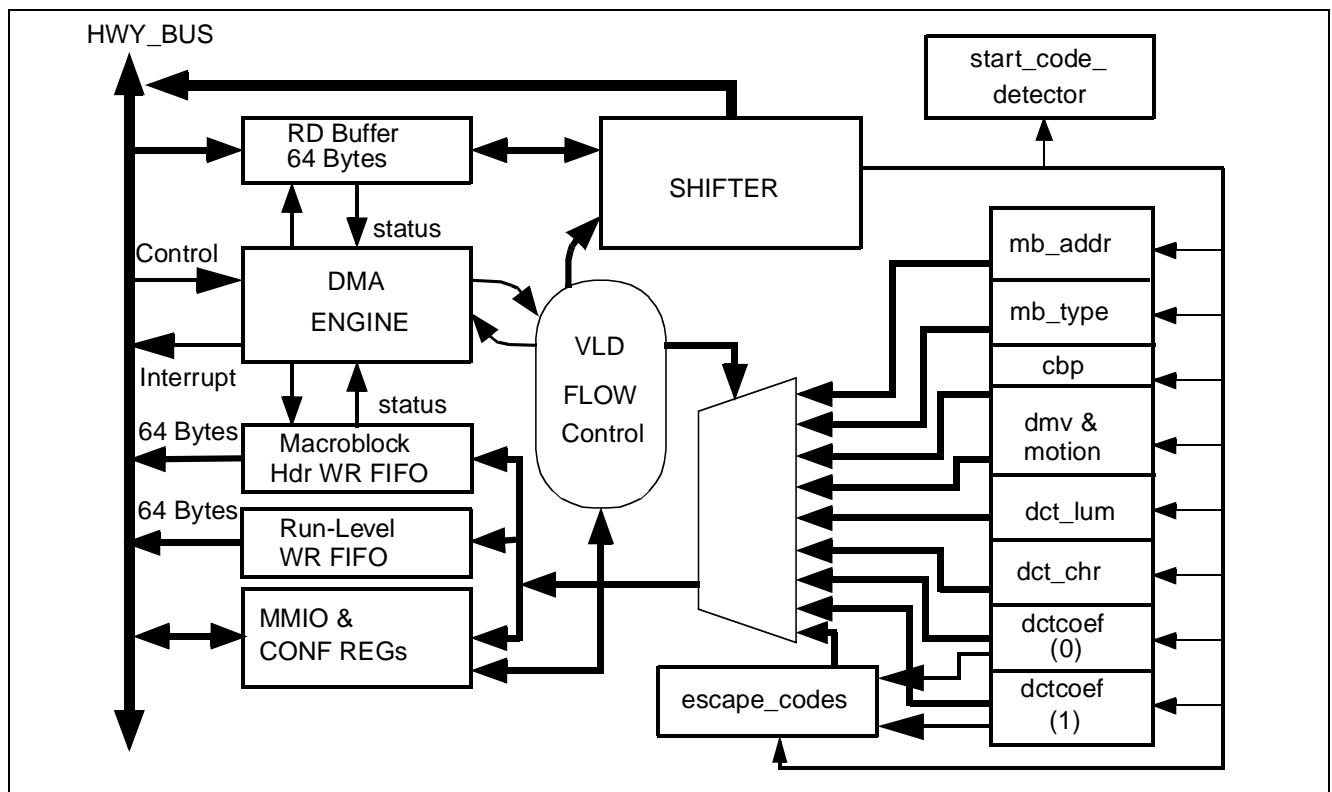 HWY_BUS
start_code_
detector
RD Buffer
64 Bytes
SHIFTER
status
Control
DMA
ENGINE
mb_addr
mb_type
VLD
FLOW
Control
Interrupt
cbp
status
dmv &
motion
64 Bytes
Macroblock
Hdr WR FIFO
64 Bytes
Run-Level
WR FIFO
dct_lum
dct_chr
MMIO &
CONF REGs
dctcoef
(0)
escape_codes
dctcoef
(1)